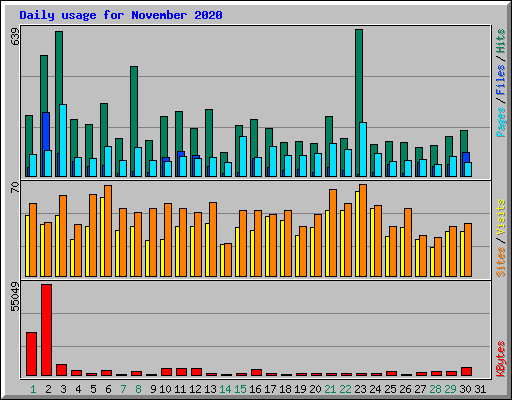 Daily usage for November 2020
639
Pages / Files / Hits
70
Sites / Visits
55049
KBytes
1 2 3 4 5 6 7 8 9 10 11 12 13 14 15 16 17 18 19 20 21 22 23 24 25 26 27 28 29 30 31